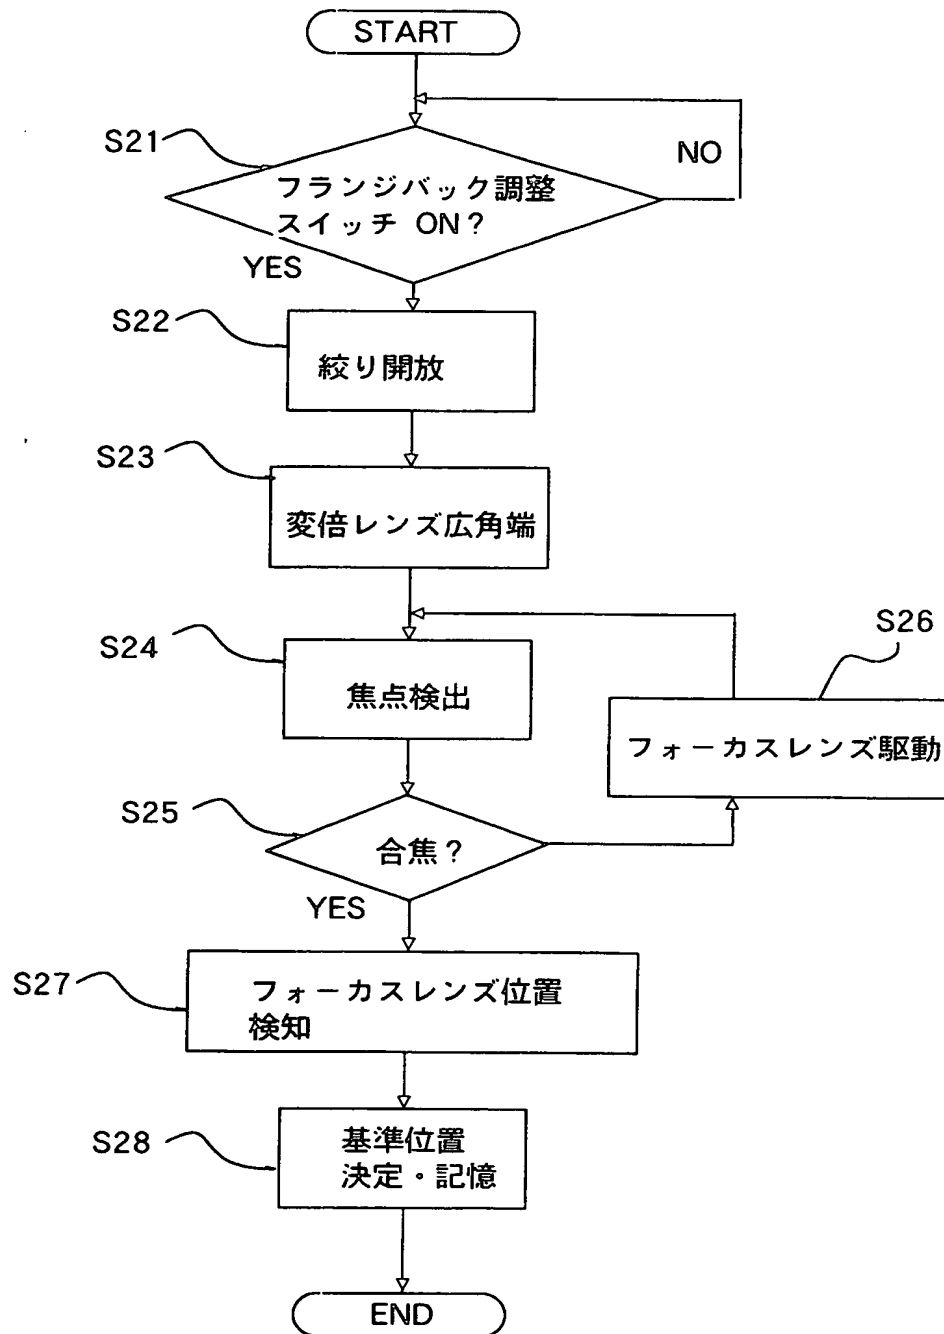 START
S21
フランジバック調整
スイッチ ON?
NO
YES
S22
絞り開放
S23
変倍レンズ広角端
S24
焦点検出
S26
フォーカスレンズ駆動
S25
合焦?
YES
S27
フォーカスレンズ位置
検知
S28
基準位置
決定・記憶
END